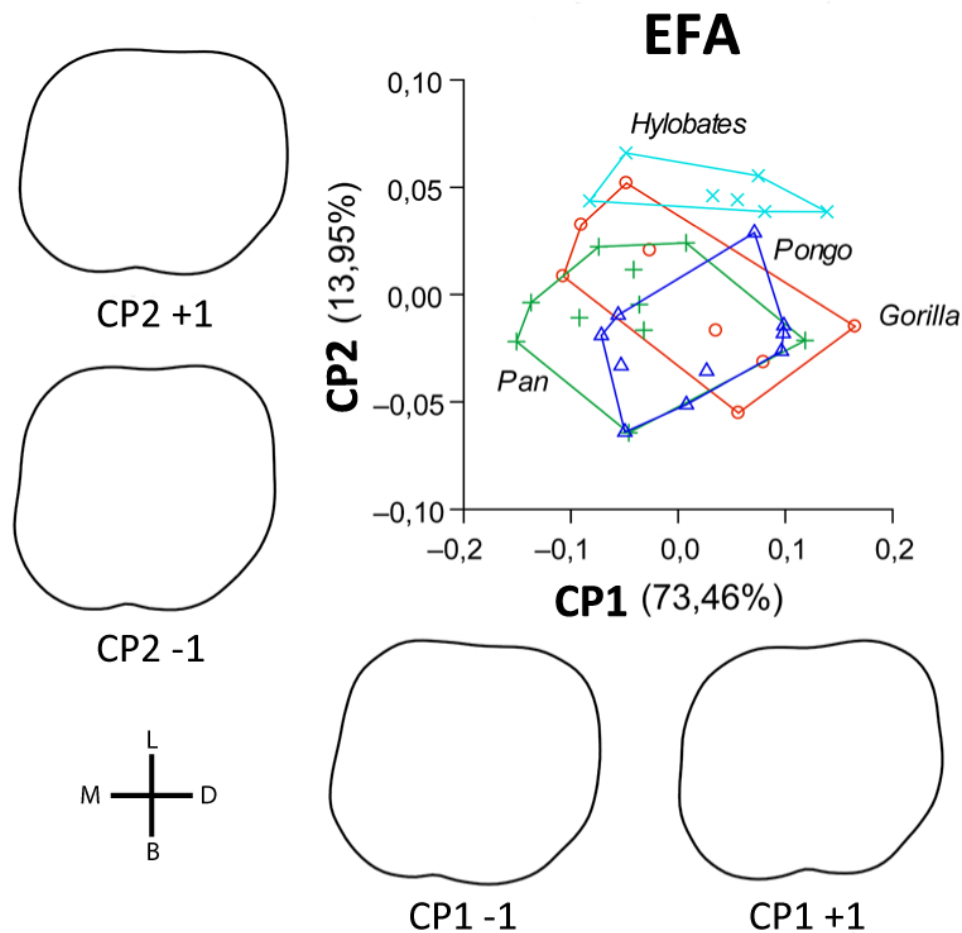 EFA
CP2 +1
CP2 -1
L
M D
B
CP2 (13,95%)
0,10
0,05
0,00
–0,05
–0,10
Hylobates
Pongo
Gorilla
Pan
–0,2 –0,1 0,0 0,1 0,2
CP1 (73,46%)
CP1 -1 CP1 +1